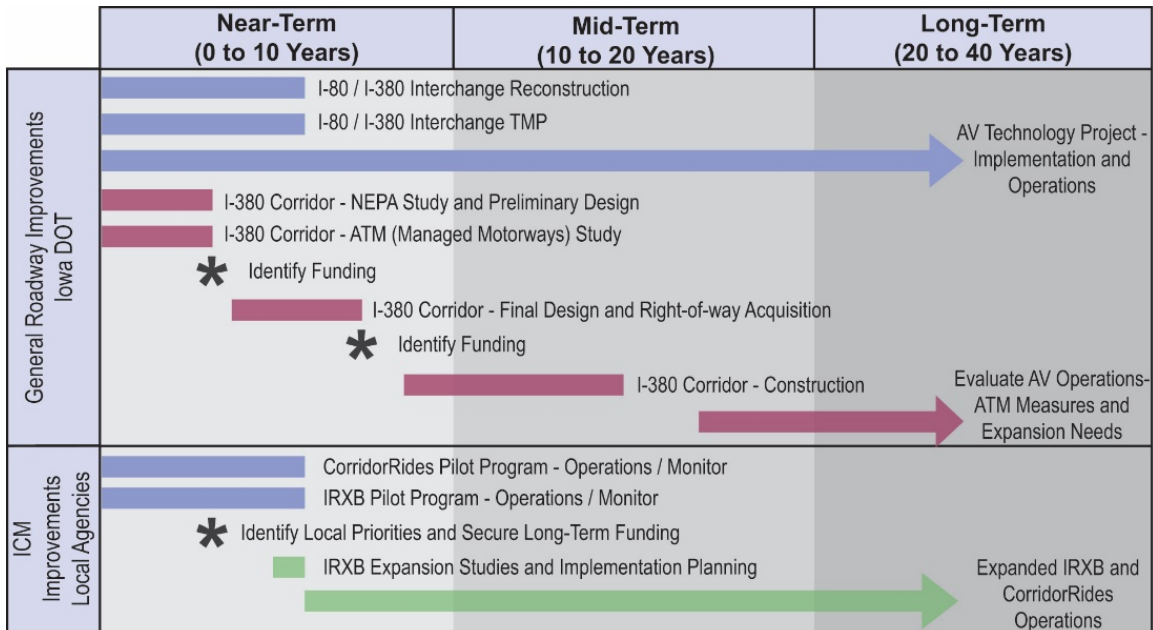 Near-Term
(0 to 10 Years)
Mid-Term
(10 to 20 Years)
Long-Term
(20 to 40 Years)
General Roadway Improvements
Iowa DOT
I-80 / I-380 Interchange Reconstruction
I-80 / I-380 Interchange TMP
AV Technology Project -
Implementation and
Operations
I-380 Corridor - NEPA Study and Preliminary Design
I-380 Corridor - ATM (Managed Motorways) Study
* Identify Funding
I-380 Corridor - Final Design and Right-of-way Acquisition
* Identify Funding
I-380 Corridor - Construction
Evaluate AV Operations-
ATM Measures and
Expansion Needs
ICM
Improvements
Local Agencies
CorridorRides Pilot Program - Operations / Monitor
IRXB Pilot Program - Operations / Monitor
* Identify Local Priorities and Secure Long-Term Funding
IRXB Expansion Studies and Implementation Planning
Expanded IRXB and
CorridorRides
Operations